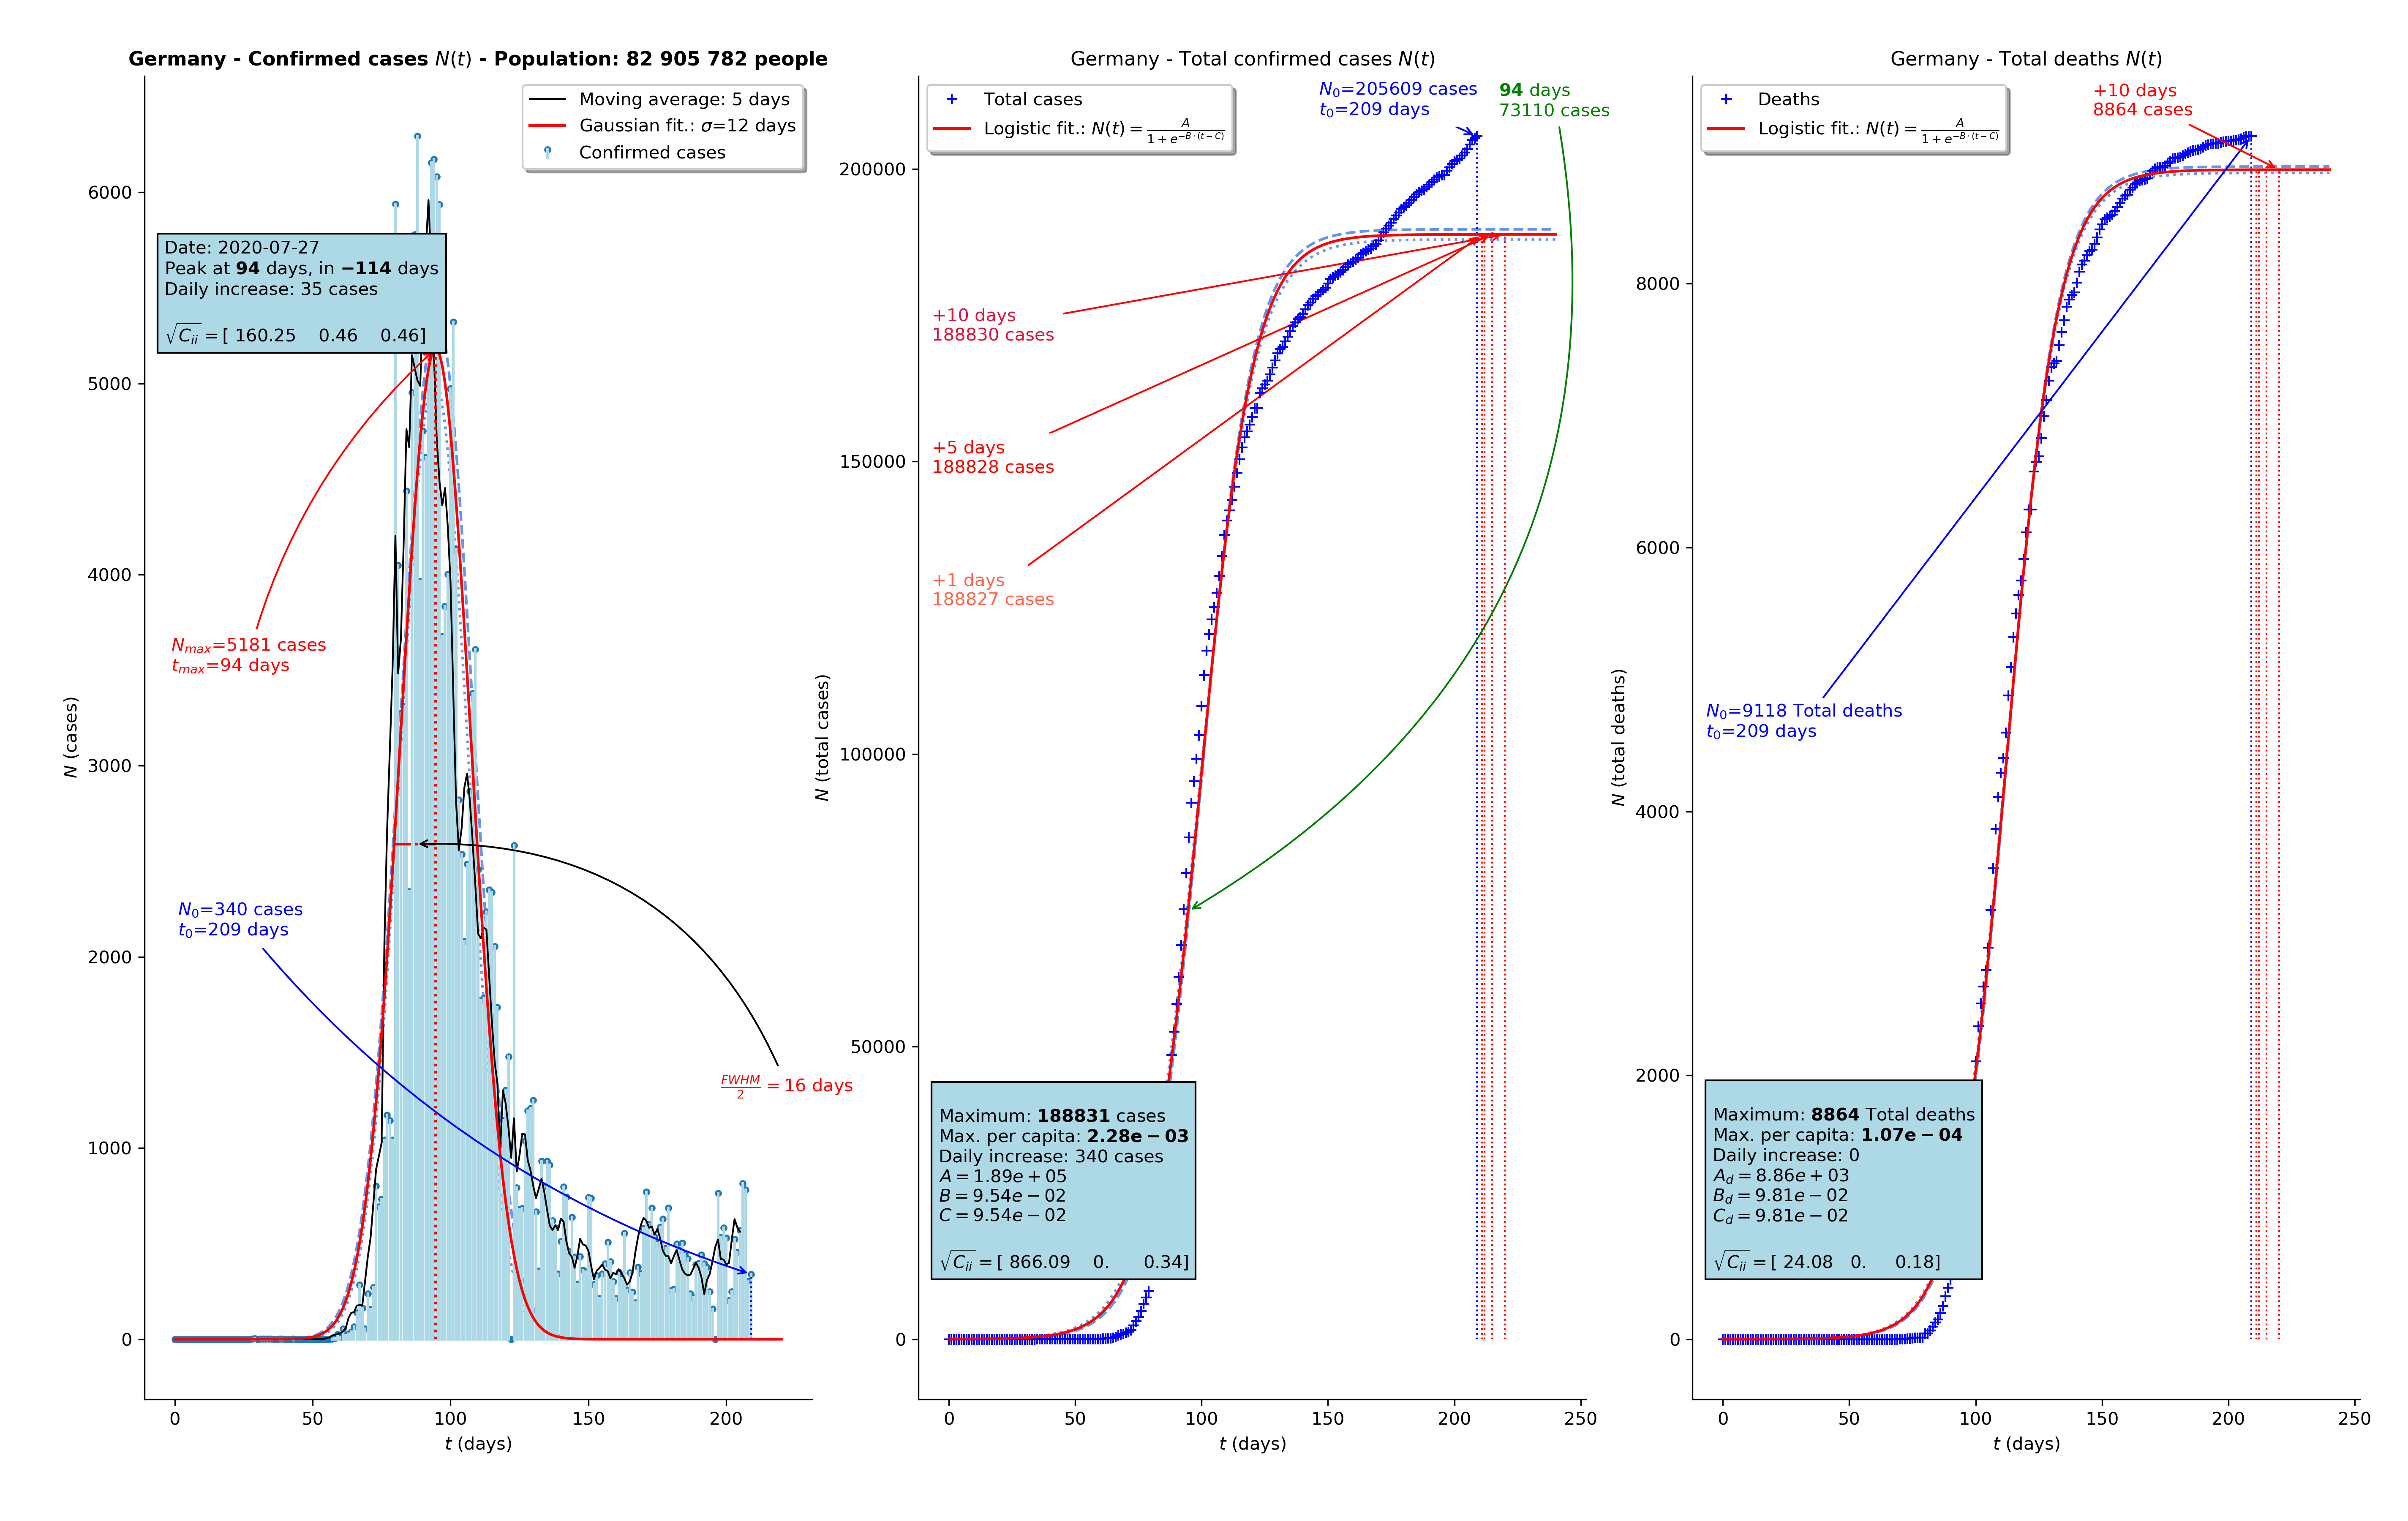 Germany - Confirmed cases N(t) - Population: 82 905 782 people
Moving average: 5 days
Gaussian fit.: σ=12 days
Confirmed cases
Date: 2020-07-27
Peak at 94 days, in −114 days
Daily increase: 35 cases
√C_ii = [ 160.25 0.46 0.46]
N_max=5181 cases
t_max=94 days
N_0=340 cases
t_0=209 days
FWHM/2 = 16 days
N (cases)
6000
5000
4000
3000
2000
1000
0
0 50 100 150 200
t (days)
Germany - Total confirmed cases N(t)
Total cases
Logistic fit.: N(t) = A/(1 + e^{−B·(t−C)})
N_0=205609 cases
t_0=209 days
94 days
73110 cases
+10 days
188830 cases
+5 days
188828 cases
+1 days
188827 cases
Maximum: 188831 cases
Max. per capita: 2.28e − 03
Daily increase: 340 cases
A = 1.89e + 05
B = 9.54e − 02
C = 9.54e − 02
√C_ii = [ 866.09 0. 0.34]
N (total cases)
200000
150000
100000
50000
0
0 50 100 150 200 250
t (days)
Germany - Total deaths N(t)
Deaths
Logistic fit.: N(t) = A/(1 + e^{−B·(t−C)})
+10 days
8864 cases
N_0=9118 Total deaths
t_0=209 days
Maximum: 8864 Total deaths
Max. per capita: 1.07e − 04
Daily increase: 0
A_d = 8.86e + 03
B_d = 9.81e − 02
C_d = 9.81e − 02
√C_ii = [ 24.08 0. 0.18]
N (total deaths)
8000
6000
4000
2000
0
0 50 100 150 200 250
t (days)